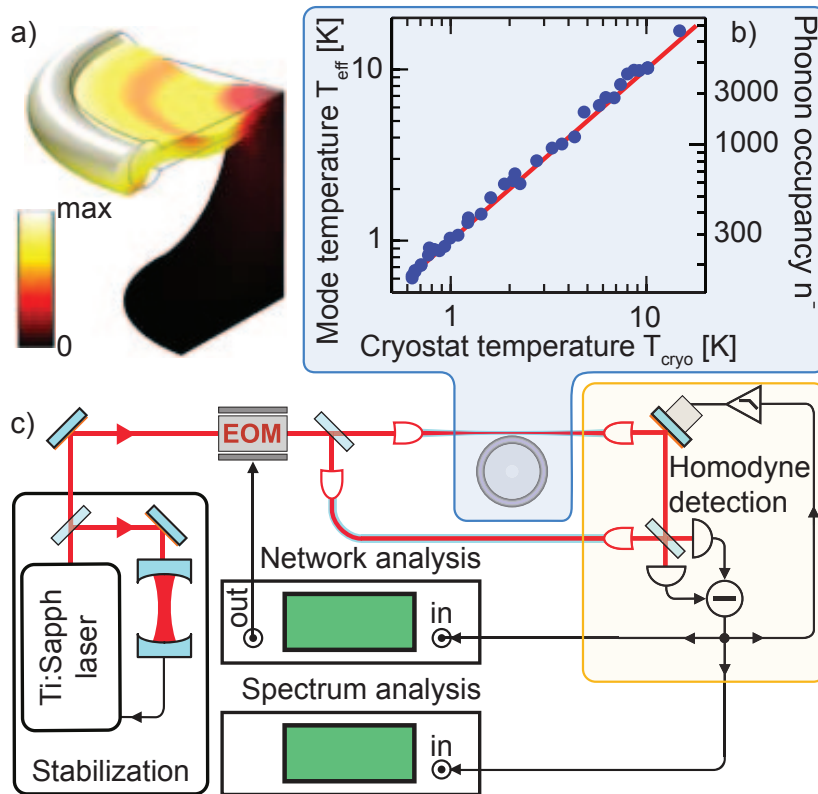 a)
max
0
b)
Mode temperature T_eff [K]
10
1
1
10
Cryostat temperature T_cryo [K]
3000
1000
300
Phonon occupancy n̄
c)
EOM
Homodyne
detection
Network analysis
out
in
Ti:Sapph
laser
Spectrum analysis
in
Stabilization